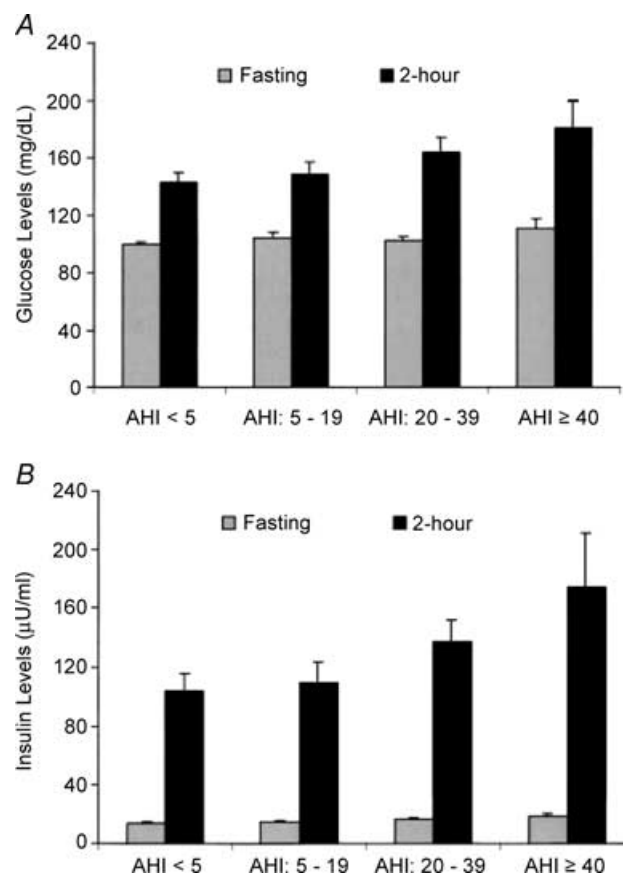 A
240
Fasting 2-hour
200
160
120
80
40
0
Glucose Levels (mg/dL)
AHI < 5 AHI: 5 - 19 AHI: 20 - 39 AHI ≥ 40
B
240
Fasting 2-hour
200
160
120
80
40
0
Insulin Levels (µU/ml)
AHI < 5 AHI: 5 - 19 AHI: 20 - 39 AHI ≥ 40